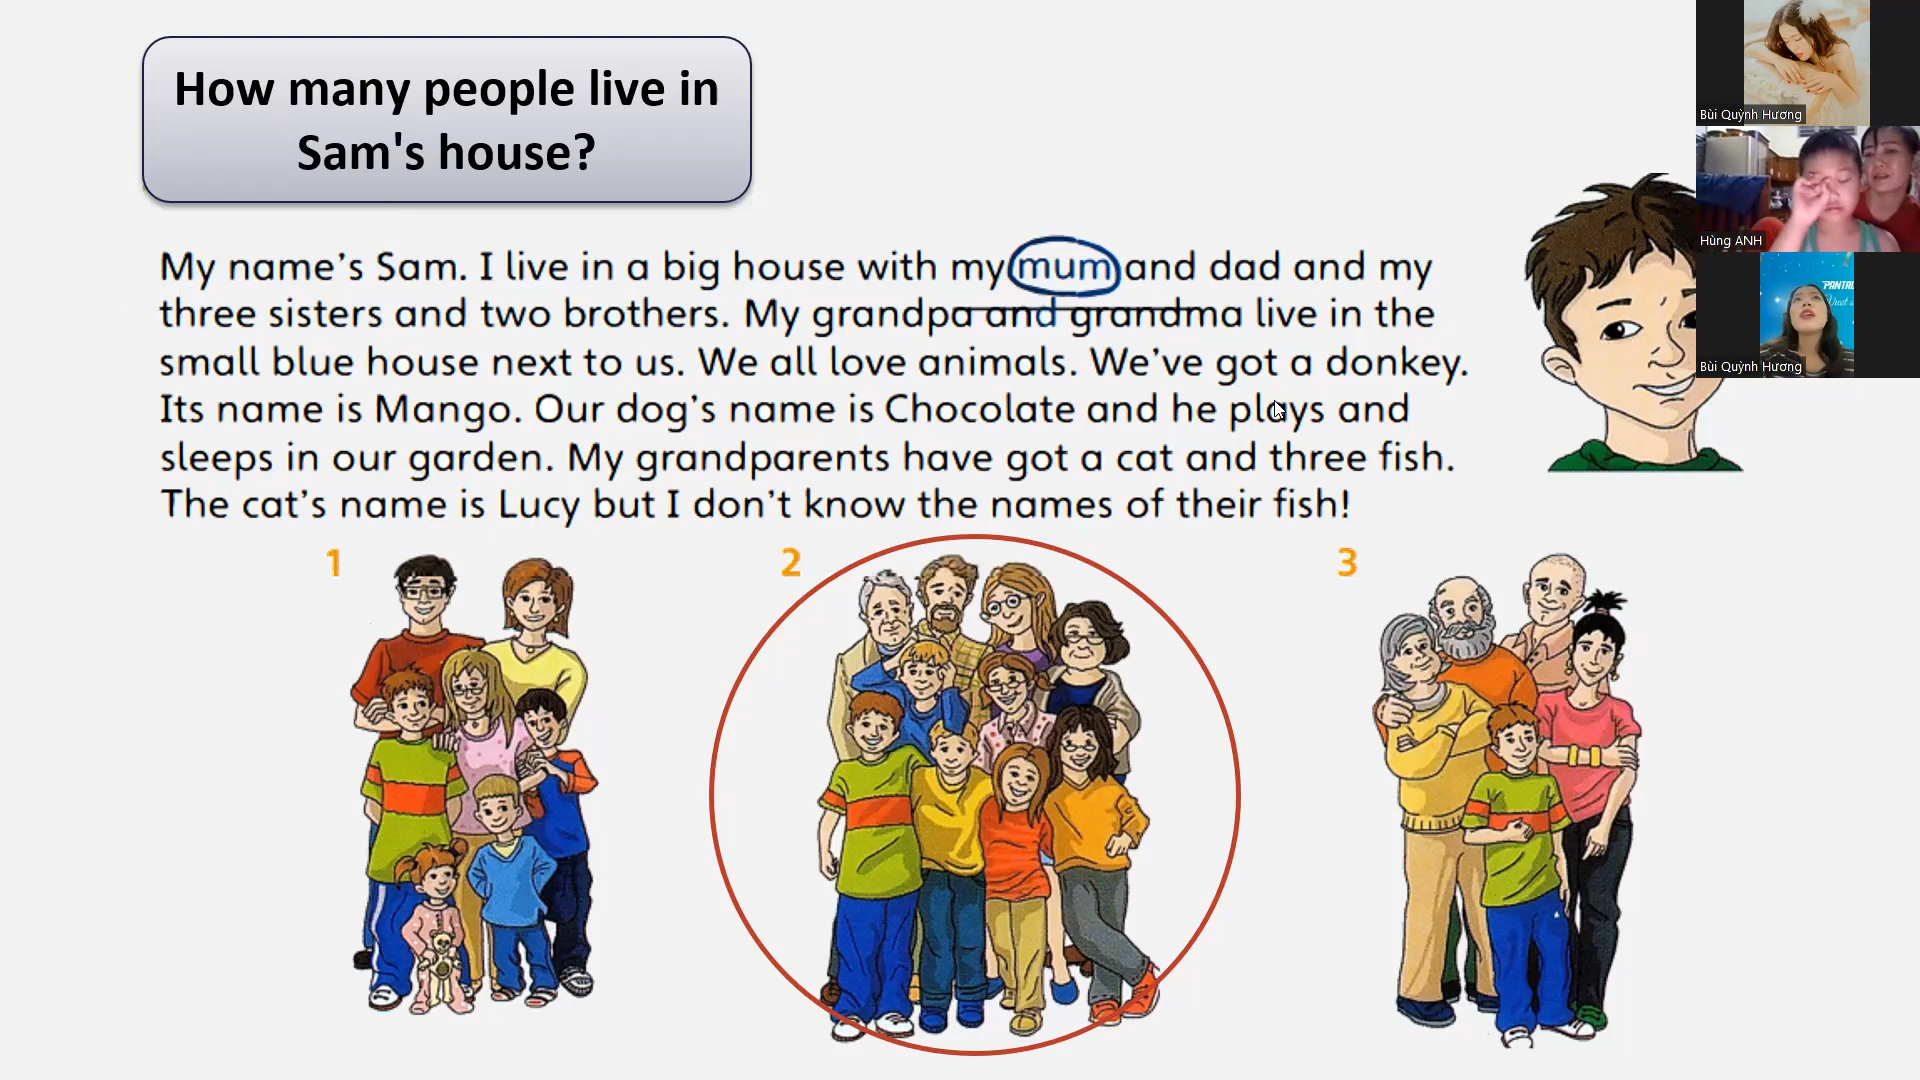 How many people live in
Sam's house?
My name's Sam. I live in a big house with my mum and dad and my
three sisters and two brothers. My grandpa and grandma live in the
small blue house next to us. We all love animals. We've got a donkey.
Its name is Mango. Our dog's name is Chocolate and he plays and
sleeps in our garden. My grandparents have got a cat and three fish.
The cat's name is Lucy but I don't know the names of their fish!
1
2
3
Bùi Quỳnh Hương
Hùng ANH
Bùi Quỳnh Hương